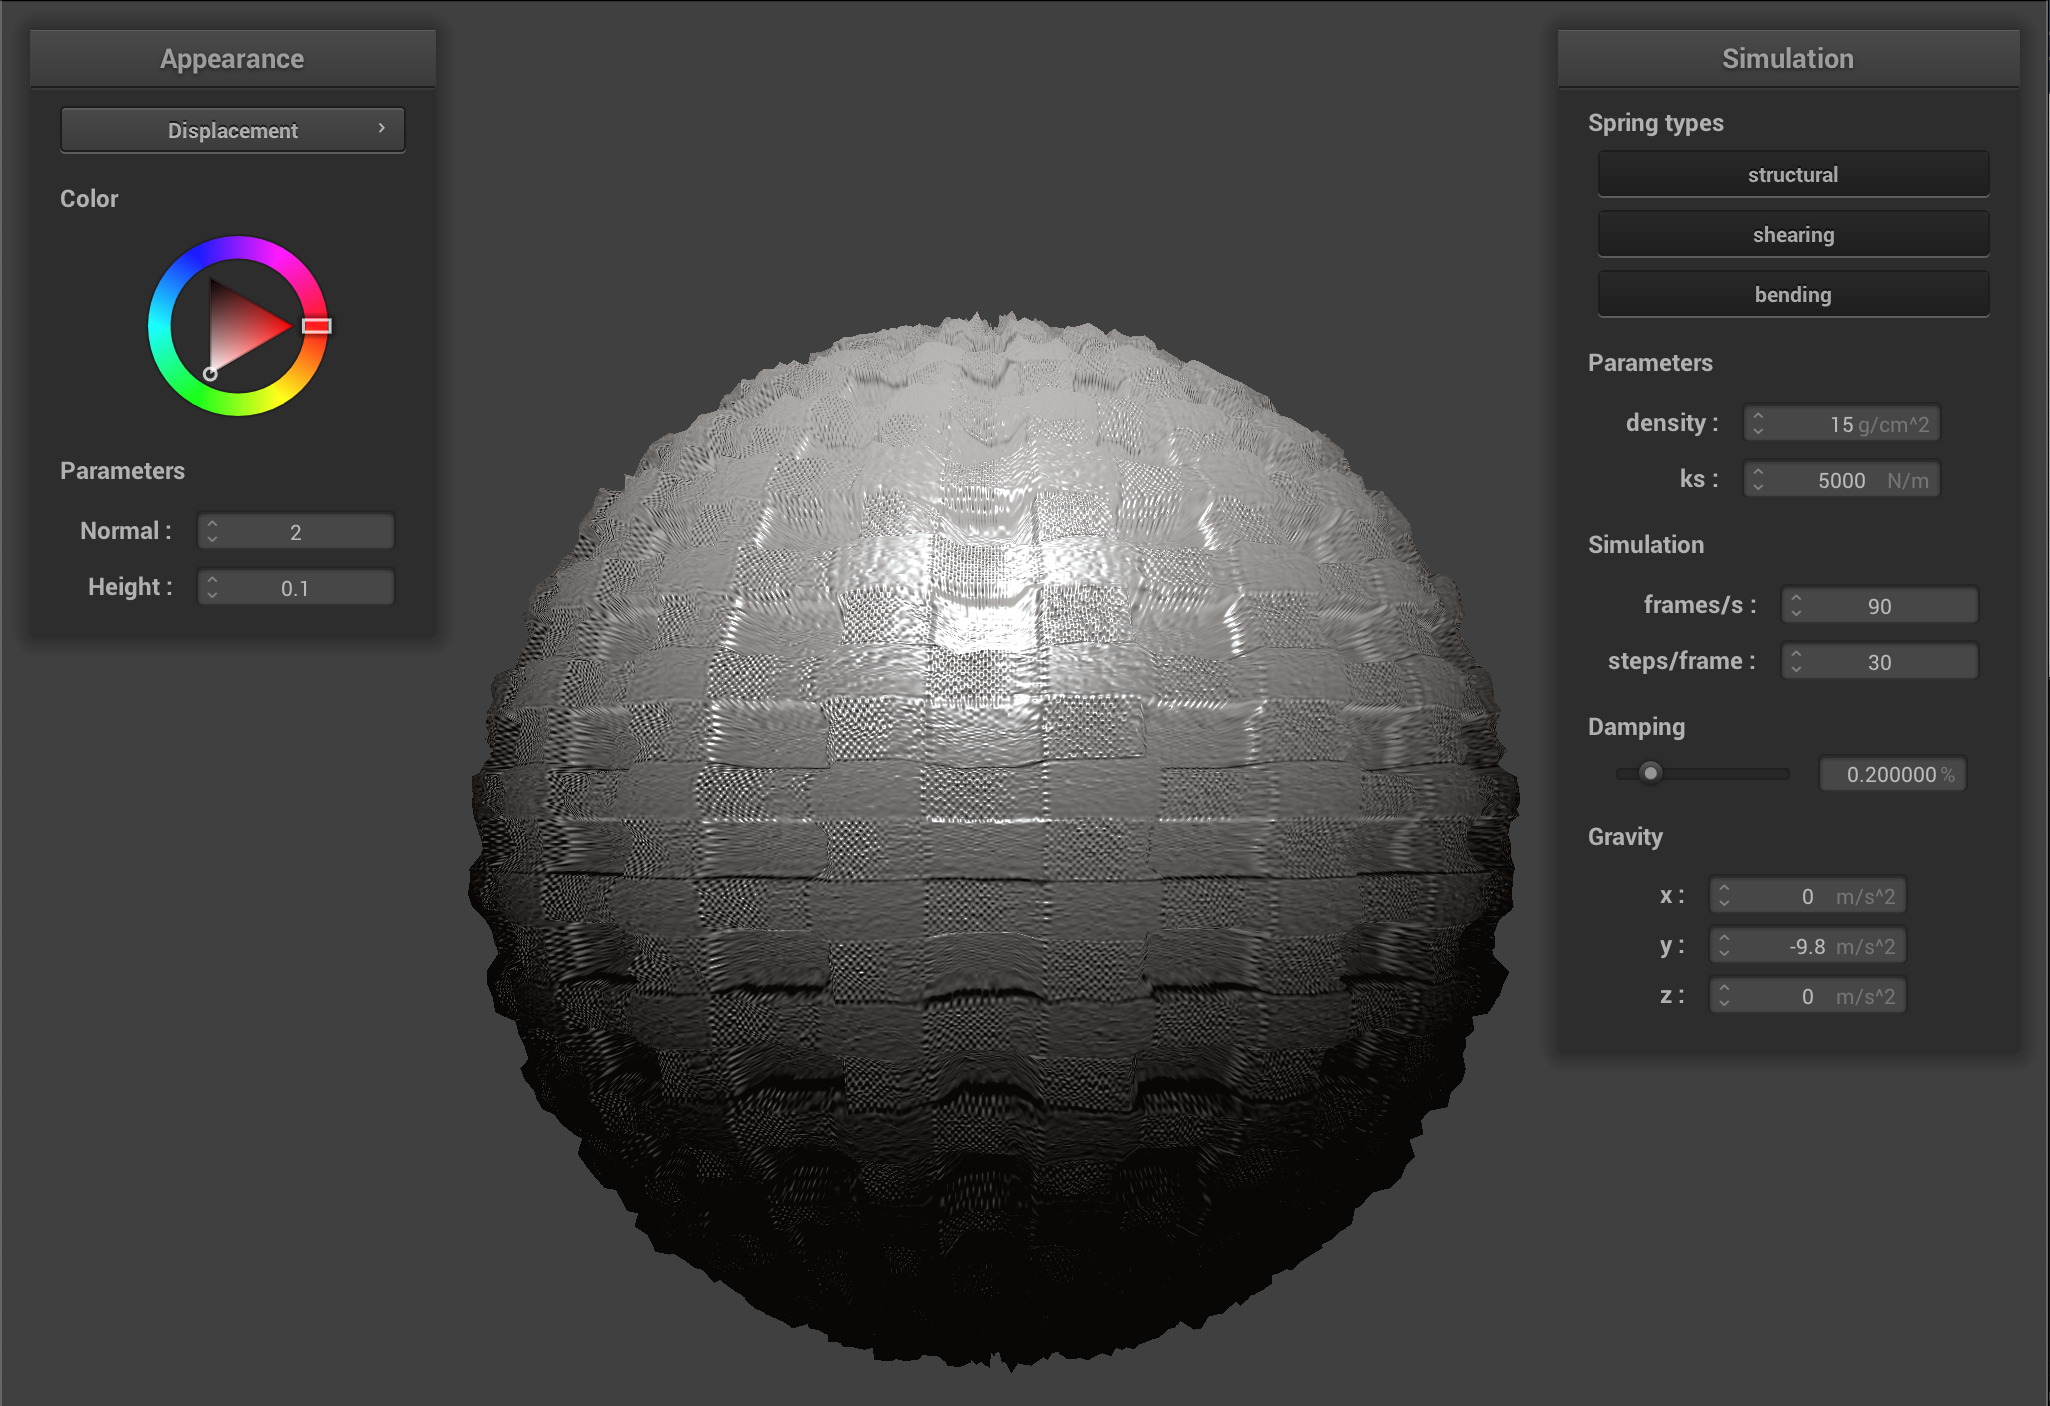 Appearance
Displacement
Color
Parameters
Normal : 2
Height : 0.1
Simulation
Spring types
structural
shearing
bending
Parameters
density : 15 g/cm^2
ks : 5000 N/m
Simulation
frames/s : 90
steps/frame : 30
Damping
0.200000 %
Gravity
x : 0 m/s^2
y : -9.8 m/s^2
z : 0 m/s^2